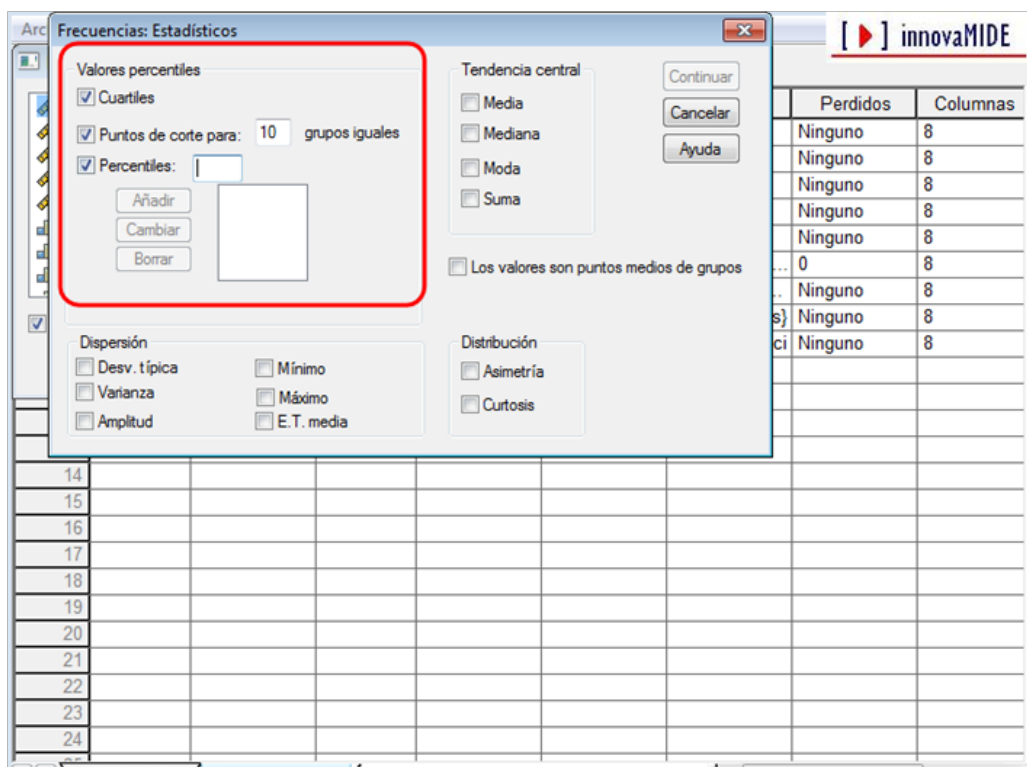 Arc
Frecuencias: Estadísticos
[ ] innovaMIDE
Valores percentiles
Cuartiles
Puntos de corte para: 10 grupos iguales
Percentiles:
Añadir
Cambiar
Borrar
Tendencia central
Media
Mediana
Moda
Suma
Continuar
Cancelar
Ayuda
Los valores son puntos medios de grupos
Dispersión
Desv. típica
Varianza
Amplitud
Mínimo
Máximo
E.T. media
Distribución
Asimetría
Curtosis
Perdidos Columnas
Ninguno 8
Ninguno 8
Ninguno 8
Ninguno 8
Ninguno 8
... 0 8
.. Ninguno 8
s} Ninguno 8
ci Ninguno 8
14
15
16
17
18
19
20
21
22
23
24